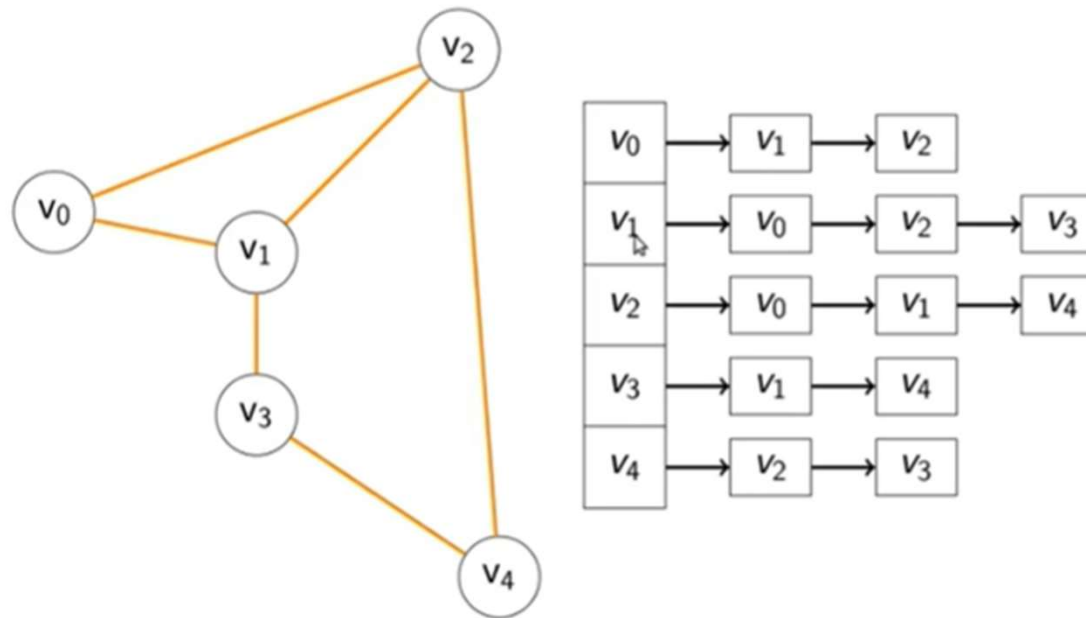 v₂
v₀
v₁
v₃
v₄
v₀ v₁ v₂
v₁ v₀ v₂ v₃
v₂ v₀ v₁ v₄
v₃ v₁ v₄
v₄ v₂ v₃